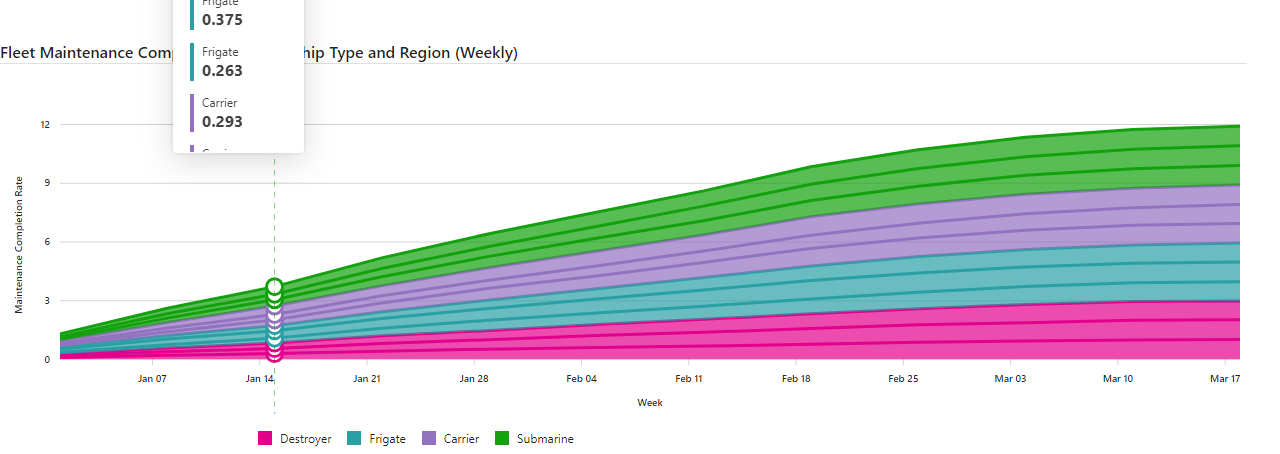 Frigate
0.375
Fleet Maintenance Comp
hip Type and Region (Weekly)
Frigate
0.263
Carrier
0.293
12
9
6
3
0
Maintenance Completion Rate
Jan 07
Jan 14
Jan 21
Jan 28
Feb 04
Feb 11
Feb 18
Feb 25
Mar 03
Mar 10
Mar 17
Week
Destroyer
Frigate
Carrier
Submarine